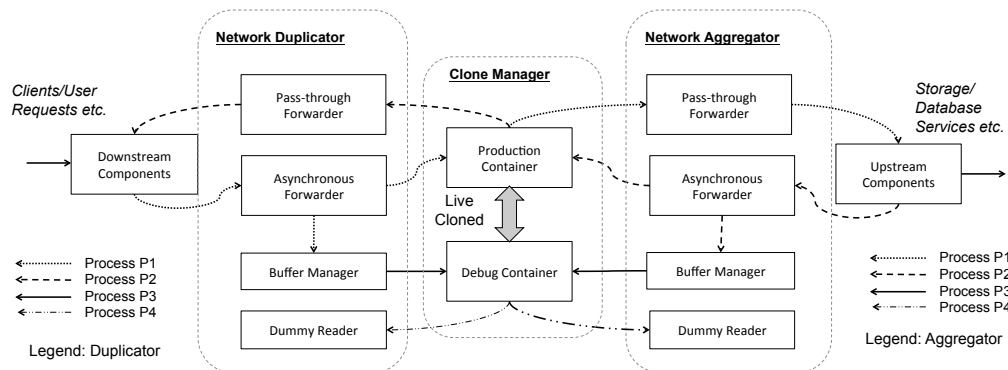 Network Duplicator
Network Aggregator
Clone Manager
Clients/User
Requests etc.
Storage/
Database
Services etc.
Pass-through
Forwarder
Pass-through
Forwarder
Downstream
Components
Production
Container
Upstream
Components
Asynchronous
Forwarder
Asynchronous
Forwarder
Live
Cloned
Buffer Manager
Debug Container
Buffer Manager
Dummy Reader
Dummy Reader
Process P1
Process P2
Process P3
Process P4
Legend: Duplicator
Process P1
Process P2
Process P3
Process P4
Legend: Aggregator